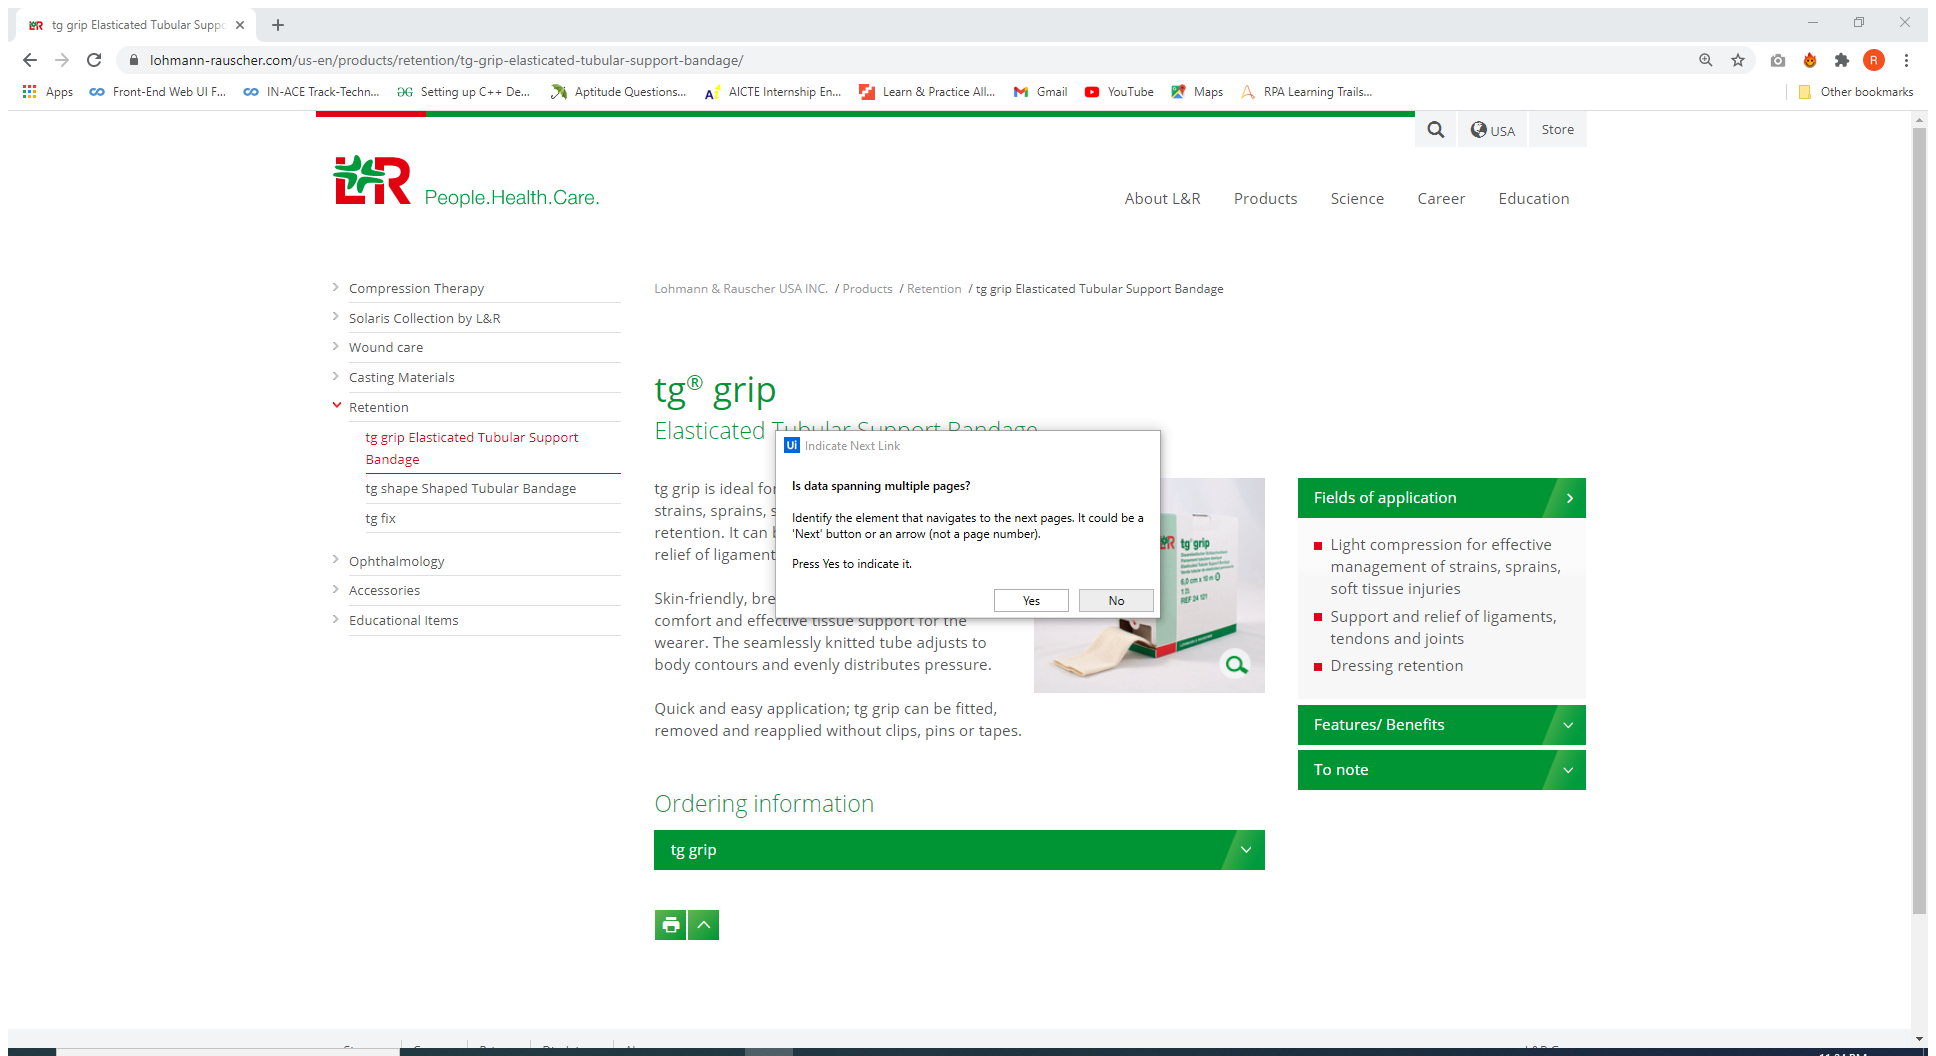 tg grip Elasticated Tubular Suppo
lohmann-rauscher.com/us-en/products/retention/tg-grip-elasticated-tubular-support-bandage/
R
Apps
Front-End Web UI F...
IN-ACE Track-Techn...
Setting up C++ De...
Aptitude Questions...
AICTE Internship En...
Learn & Practice All...
Gmail
YouTube
Maps
RPA Learning Trails...
Other bookmarks
USA
Store
L&R People.Health.Care.
About L&R
Products
Science
Career
Education
Compression Therapy
Solaris Collection by L&R
Wound care
Casting Materials
Retention
tg grip Elasticated Tubular Support
Bandage
tg shape Shaped Tubular Bandage
tg fix
Ophthalmology
Accessories
Educational Items
Lohmann & Rauscher USA INC. / Products / Retention / tg grip Elasticated Tubular Support Bandage
tg® grip
Elasticated Tubular Support Bandage
tg grip is ideal for
strains, sprains, s
retention. It can b
relief of ligament
Skin-friendly, bre
comfort and effective tissue support for the
wearer. The seamlessly knitted tube adjusts to
body contours and evenly distributes pressure.
Quick and easy application; tg grip can be fitted,
removed and reapplied without clips, pins or tapes.
Ui Indicate Next Link
Is data spanning multiple pages?
Identify the element that navigates to the next pages. It could be a
'Next' button or an arrow (not a page number).
Press Yes to indicate it.
Yes
No
tg grip
6,0 cm x 10 m
REF 24 121
Fields of application
Light compression for effective
management of strains, sprains,
soft tissue injuries
Support and relief of ligaments,
tendons and joints
Dressing retention
Features/ Benefits
To note
Ordering information
tg grip